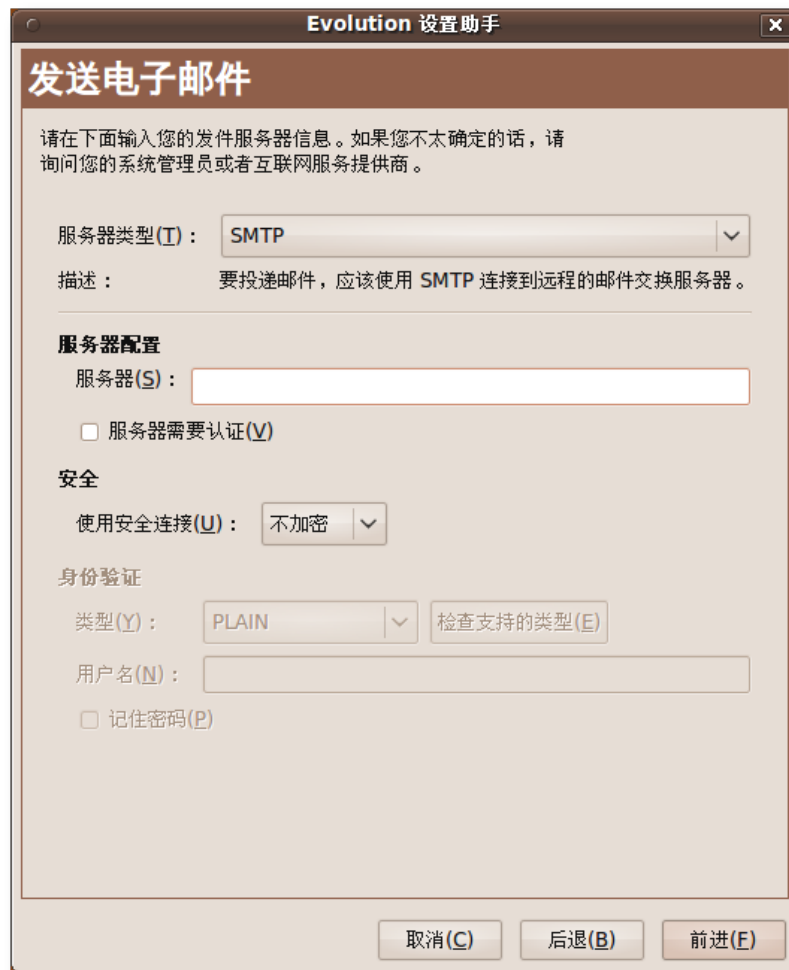 Evolution 设置助手
发送电子邮件
请在下面输入您的发件服务器信息。如果您不太确定的话，请
询问您的系统管理员或者互联网服务提供商。
服务器类型(T)： SMTP
描述： 要投递邮件，应该使用 SMTP 连接到远程的邮件交换服务器。
服务器配置
服务器(S)：
服务器需要认证(V)
安全
使用安全连接(U)： 不加密
身份验证
类型(Y)： PLAIN 检查支持的类型(E)
用户名(N)：
记住密码(P)
取消(C) 后退(B) 前进(F)